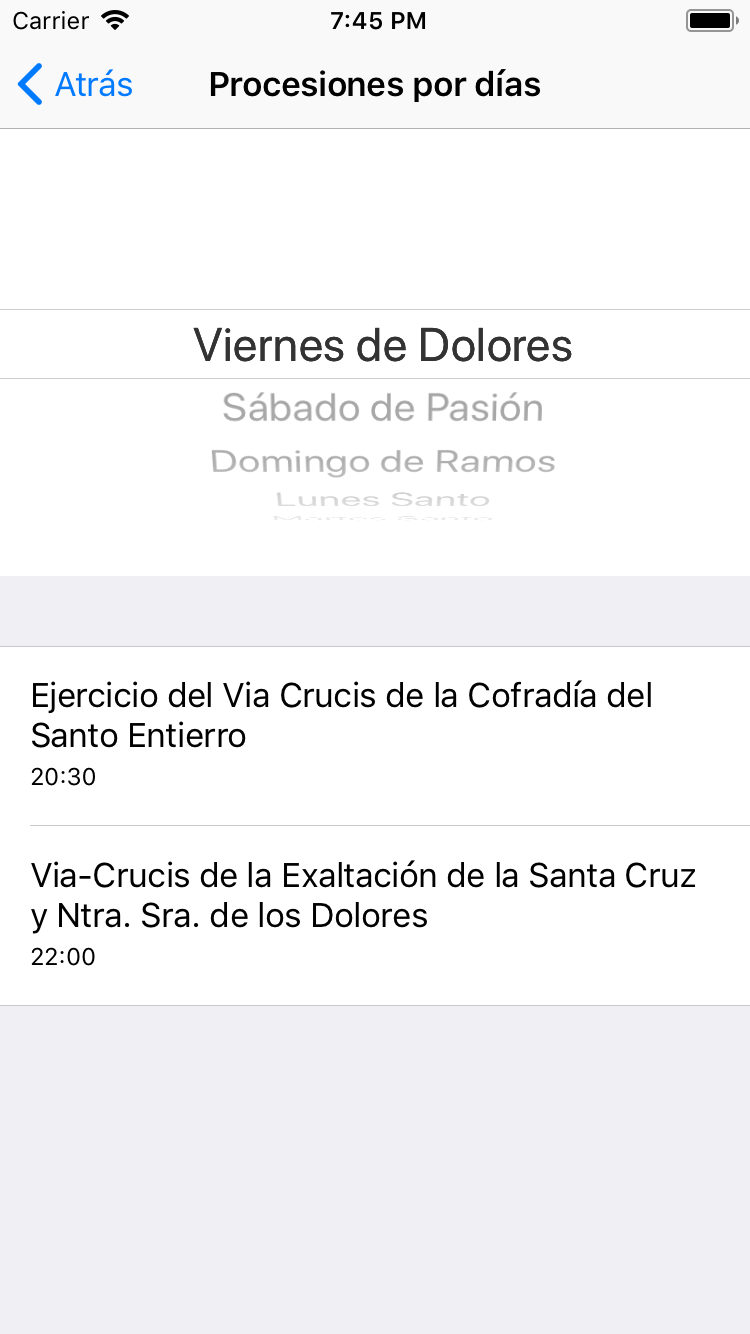 Carrier 7:45 PM
Atrás Procesiones por días
Viernes de Dolores
Sábado de Pasión
Domingo de Ramos
Lunes Santo
Ejercicio del Via Crucis de la Cofradía del
Santo Entierro
20:30
Via-Crucis de la Exaltación de la Santa Cruz
y Ntra. Sra. de los Dolores
22:00